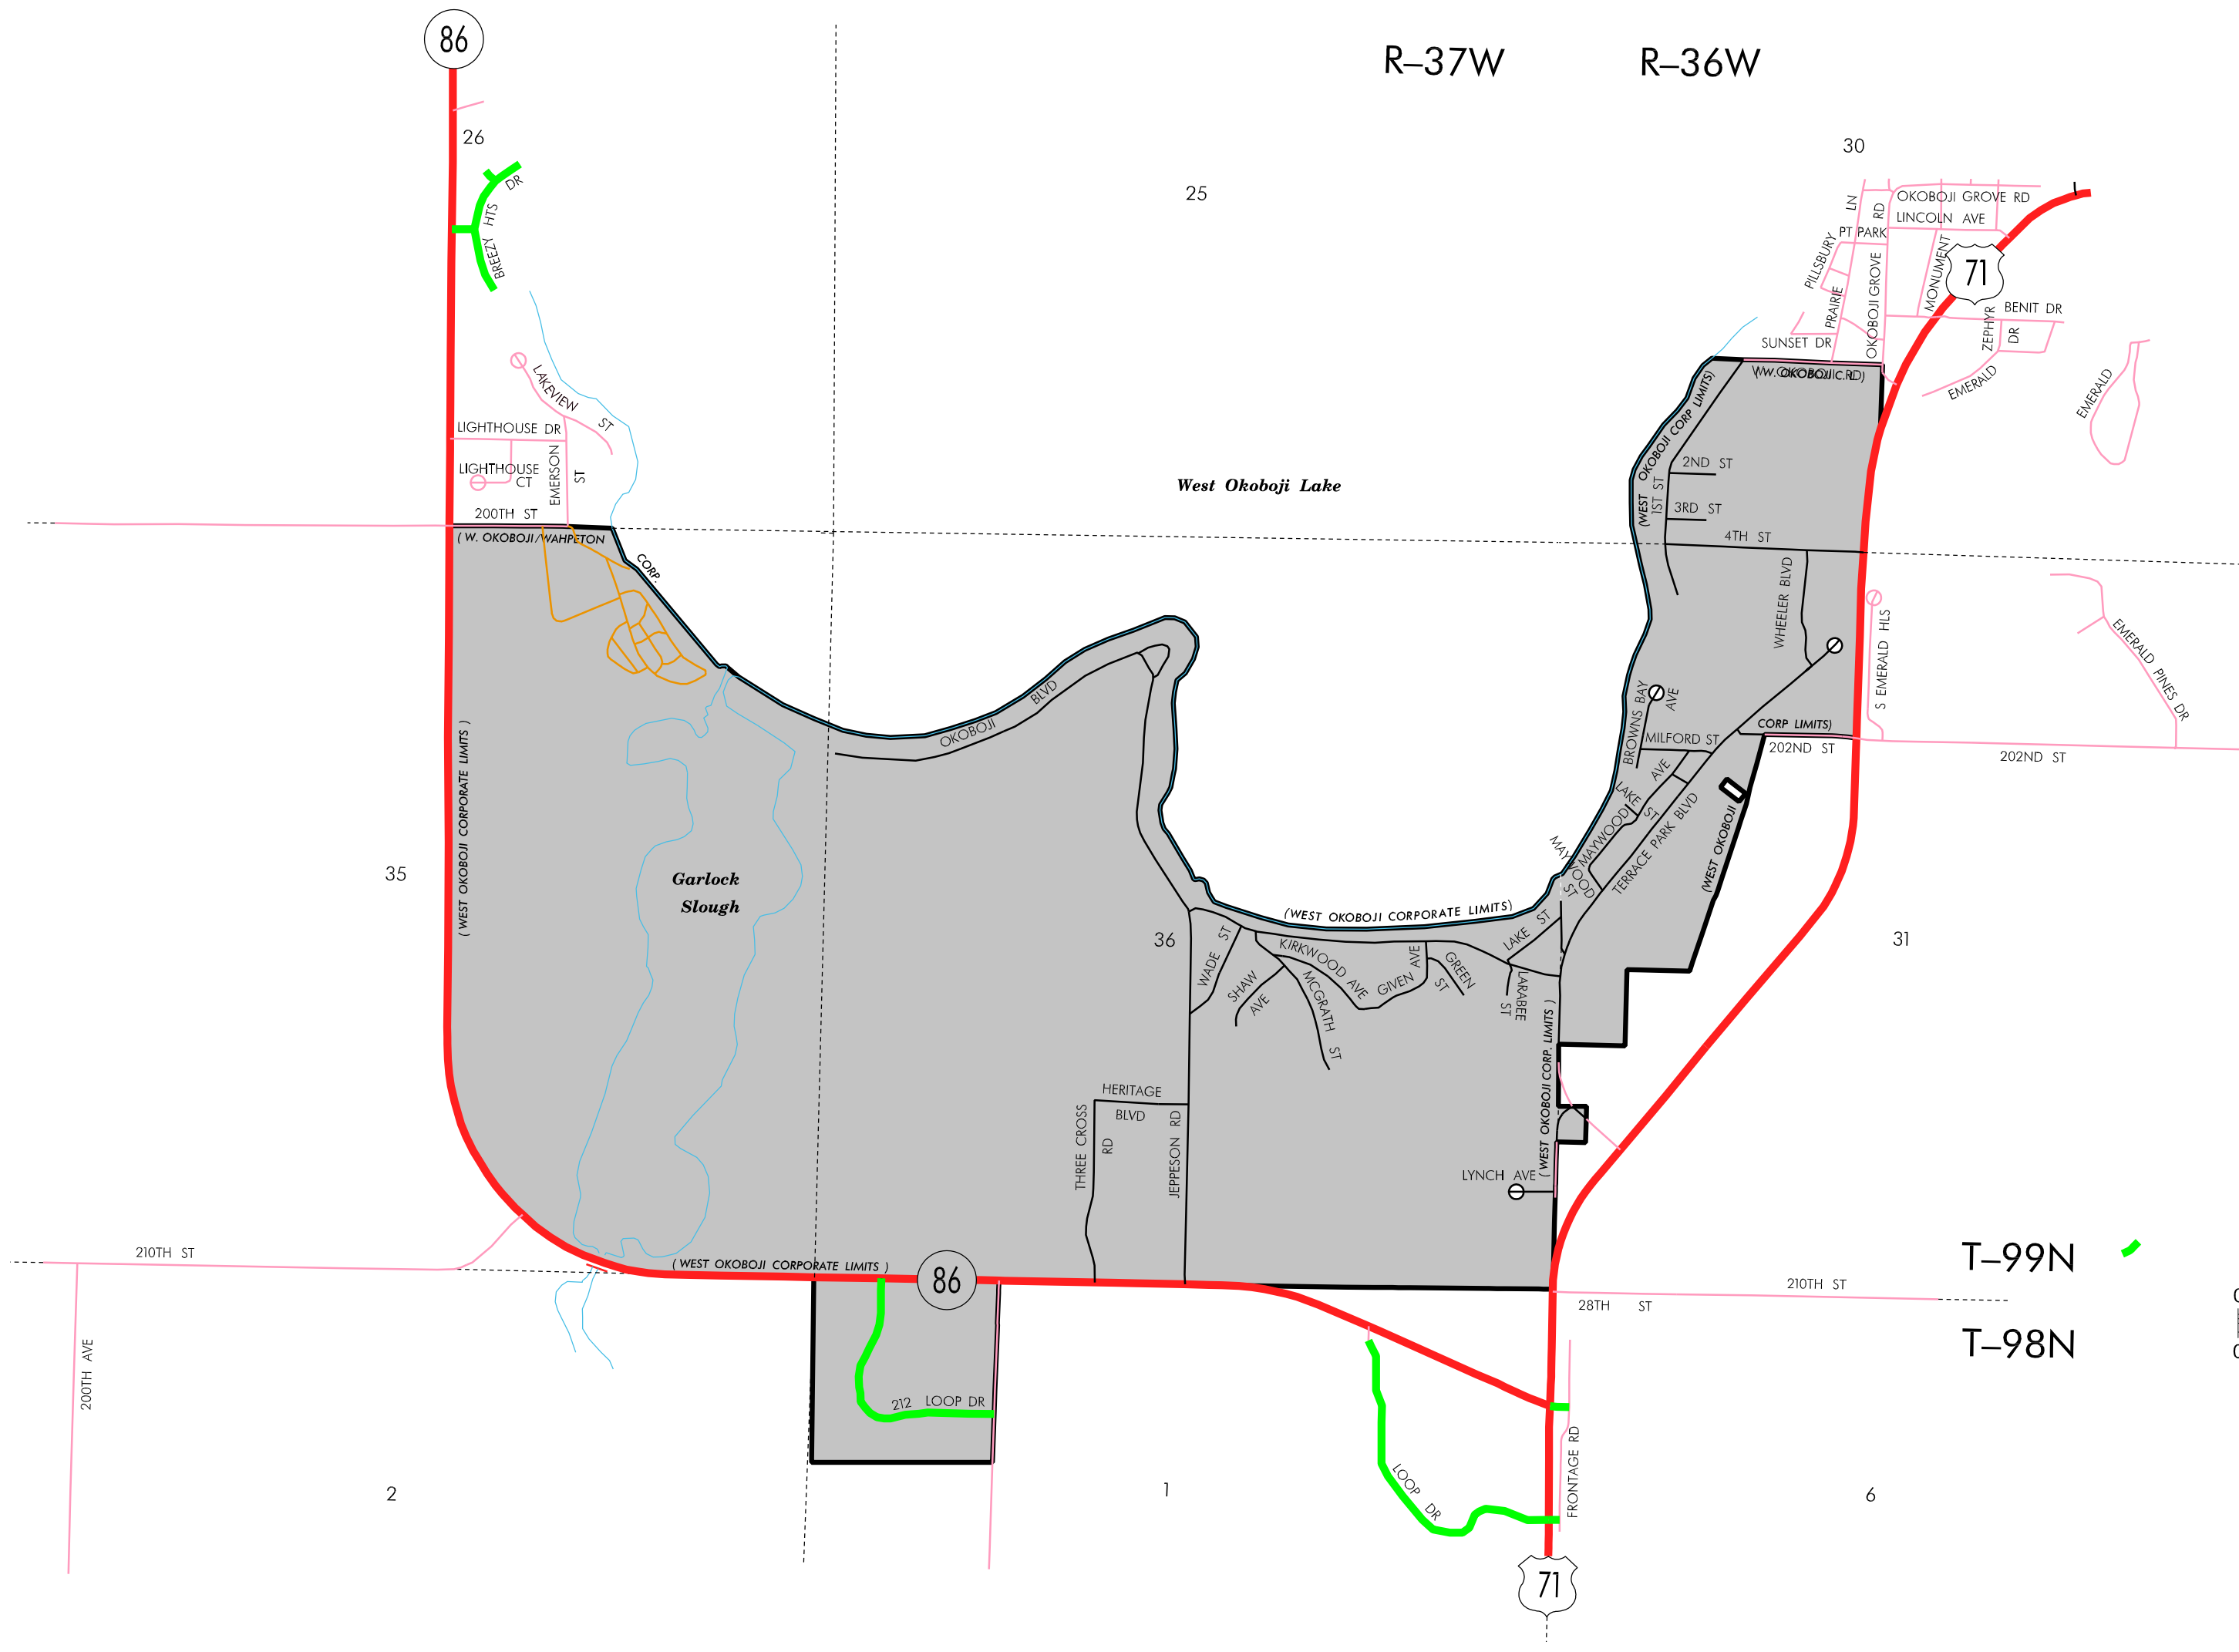 86
R–37W R–36W
26
30
25
DR
BREEZY HTS
OKOBOJI GROVE RD
LINCOLN AVE
LN
PT PARK
PILLSBURY
PRAIRIE
OKOBOJI GROVE RD
MONUMENT
71
BENIT DR
ZEPHYR
DR
SUNSET DR
EMERALD
EMERALD
(W. OKOBOJI C.L.)
W OKOBOJI RD
LAKEVIEW ST
LIGHTHOUSE DR
LIGHTHOUSE
CT
EMERSON
ST
200TH ST
( W. OKOBOJI/WAHPETON
CORP.
West Okoboji Lake
(WEST OKOBOJI CORP LIMITS)
2ND ST
1ST ST
3RD ST
4TH ST
WHEELER BLVD
S EMERALD HLS
EMERALD PINES DR
BROWNS BAY
AVE
CORP LIMITS)
202ND ST
202ND ST
MILFORD ST
OKOBOJI BLVD
(WEST OKOBOJI CORPORATE LIMITS )
LAKE
ST
MAYWOOD AVE
MAYWOOD
ST
TERRACE PARK BLVD
(WEST OKOBOJI
35
Garlock
Slough
36
31
(WEST OKOBOJI CORPORATE LIMITS)
WADE ST
SHAW
AVE
KIRKWOOD AVE
MCGRATH ST
GIVEN AVE
GREEN
ST
LAKE ST
LARABEE
ST
( WEST OKOBOJI CORP. LIMITS )
HERITAGE
BLVD
THREE CROSS
RD
JEPPESON RD
LYNCH AVE
210TH ST
( WEST OKOBOJI CORPORATE LIMITS )
86
T–99N
210TH ST
28TH ST
T–98N
200TH AVE
212 LOOP DR
LOOP DR
FRONTAGE RD
2
1
6
71